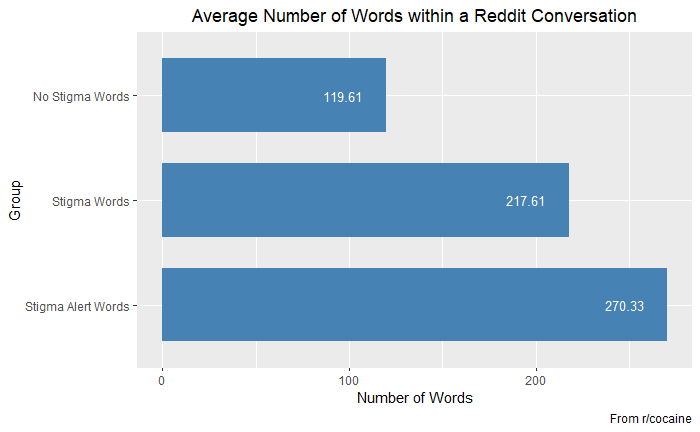 Average Number of Words within a Reddit Conversation
No Stigma Words
119.61
Stigma Words
217.61
Stigma Alert Words
270.33
Group
0 100 200
Number of Words
From r/cocaine